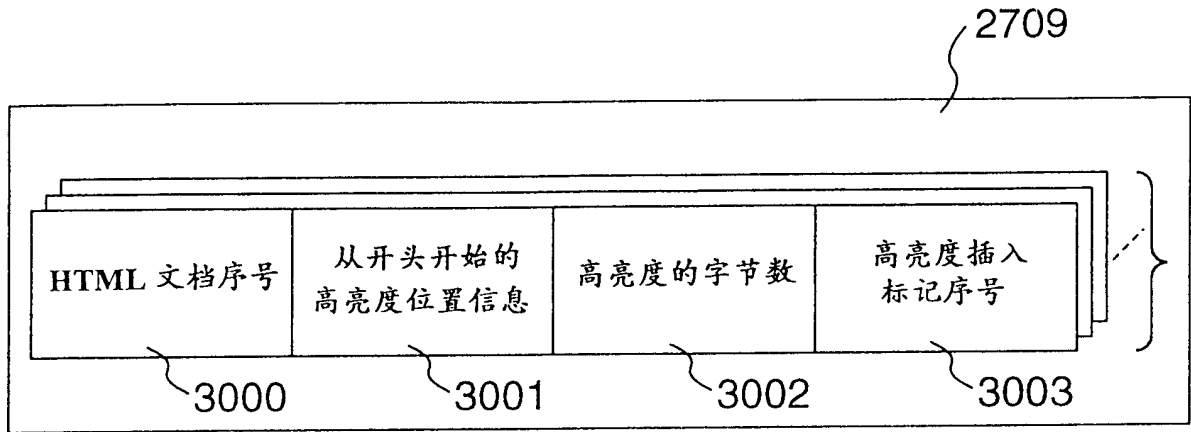 2709
HTML 文档序号
从开头开始的
高亮度位置信息
高亮度的字节数
高亮度插入
标记序号
3000
3001
3002
3003